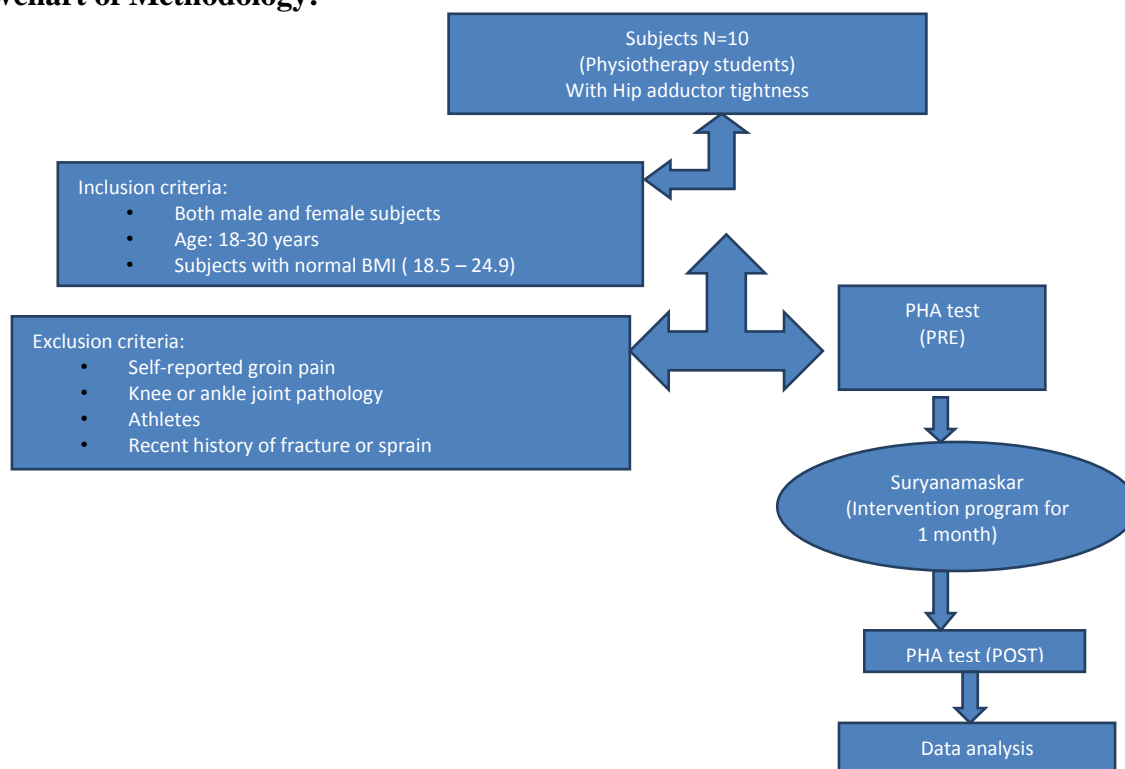 wchart of Methodology:
Subjects N=10
(Physiotherapy students)
With Hip adductor tightness
Inclusion criteria:
• Both male and female subjects
• Age: 18-30 years
• Subjects with normal BMI ( 18.5 – 24.9)
Exclusion criteria:
• Self-reported groin pain
• Knee or ankle joint pathology
• Athletes
• Recent history of fracture or sprain
PHA test
(PRE)
Suryanamaskar
(Intervention program for
1 month)
PHA test (POST)
Data analysis